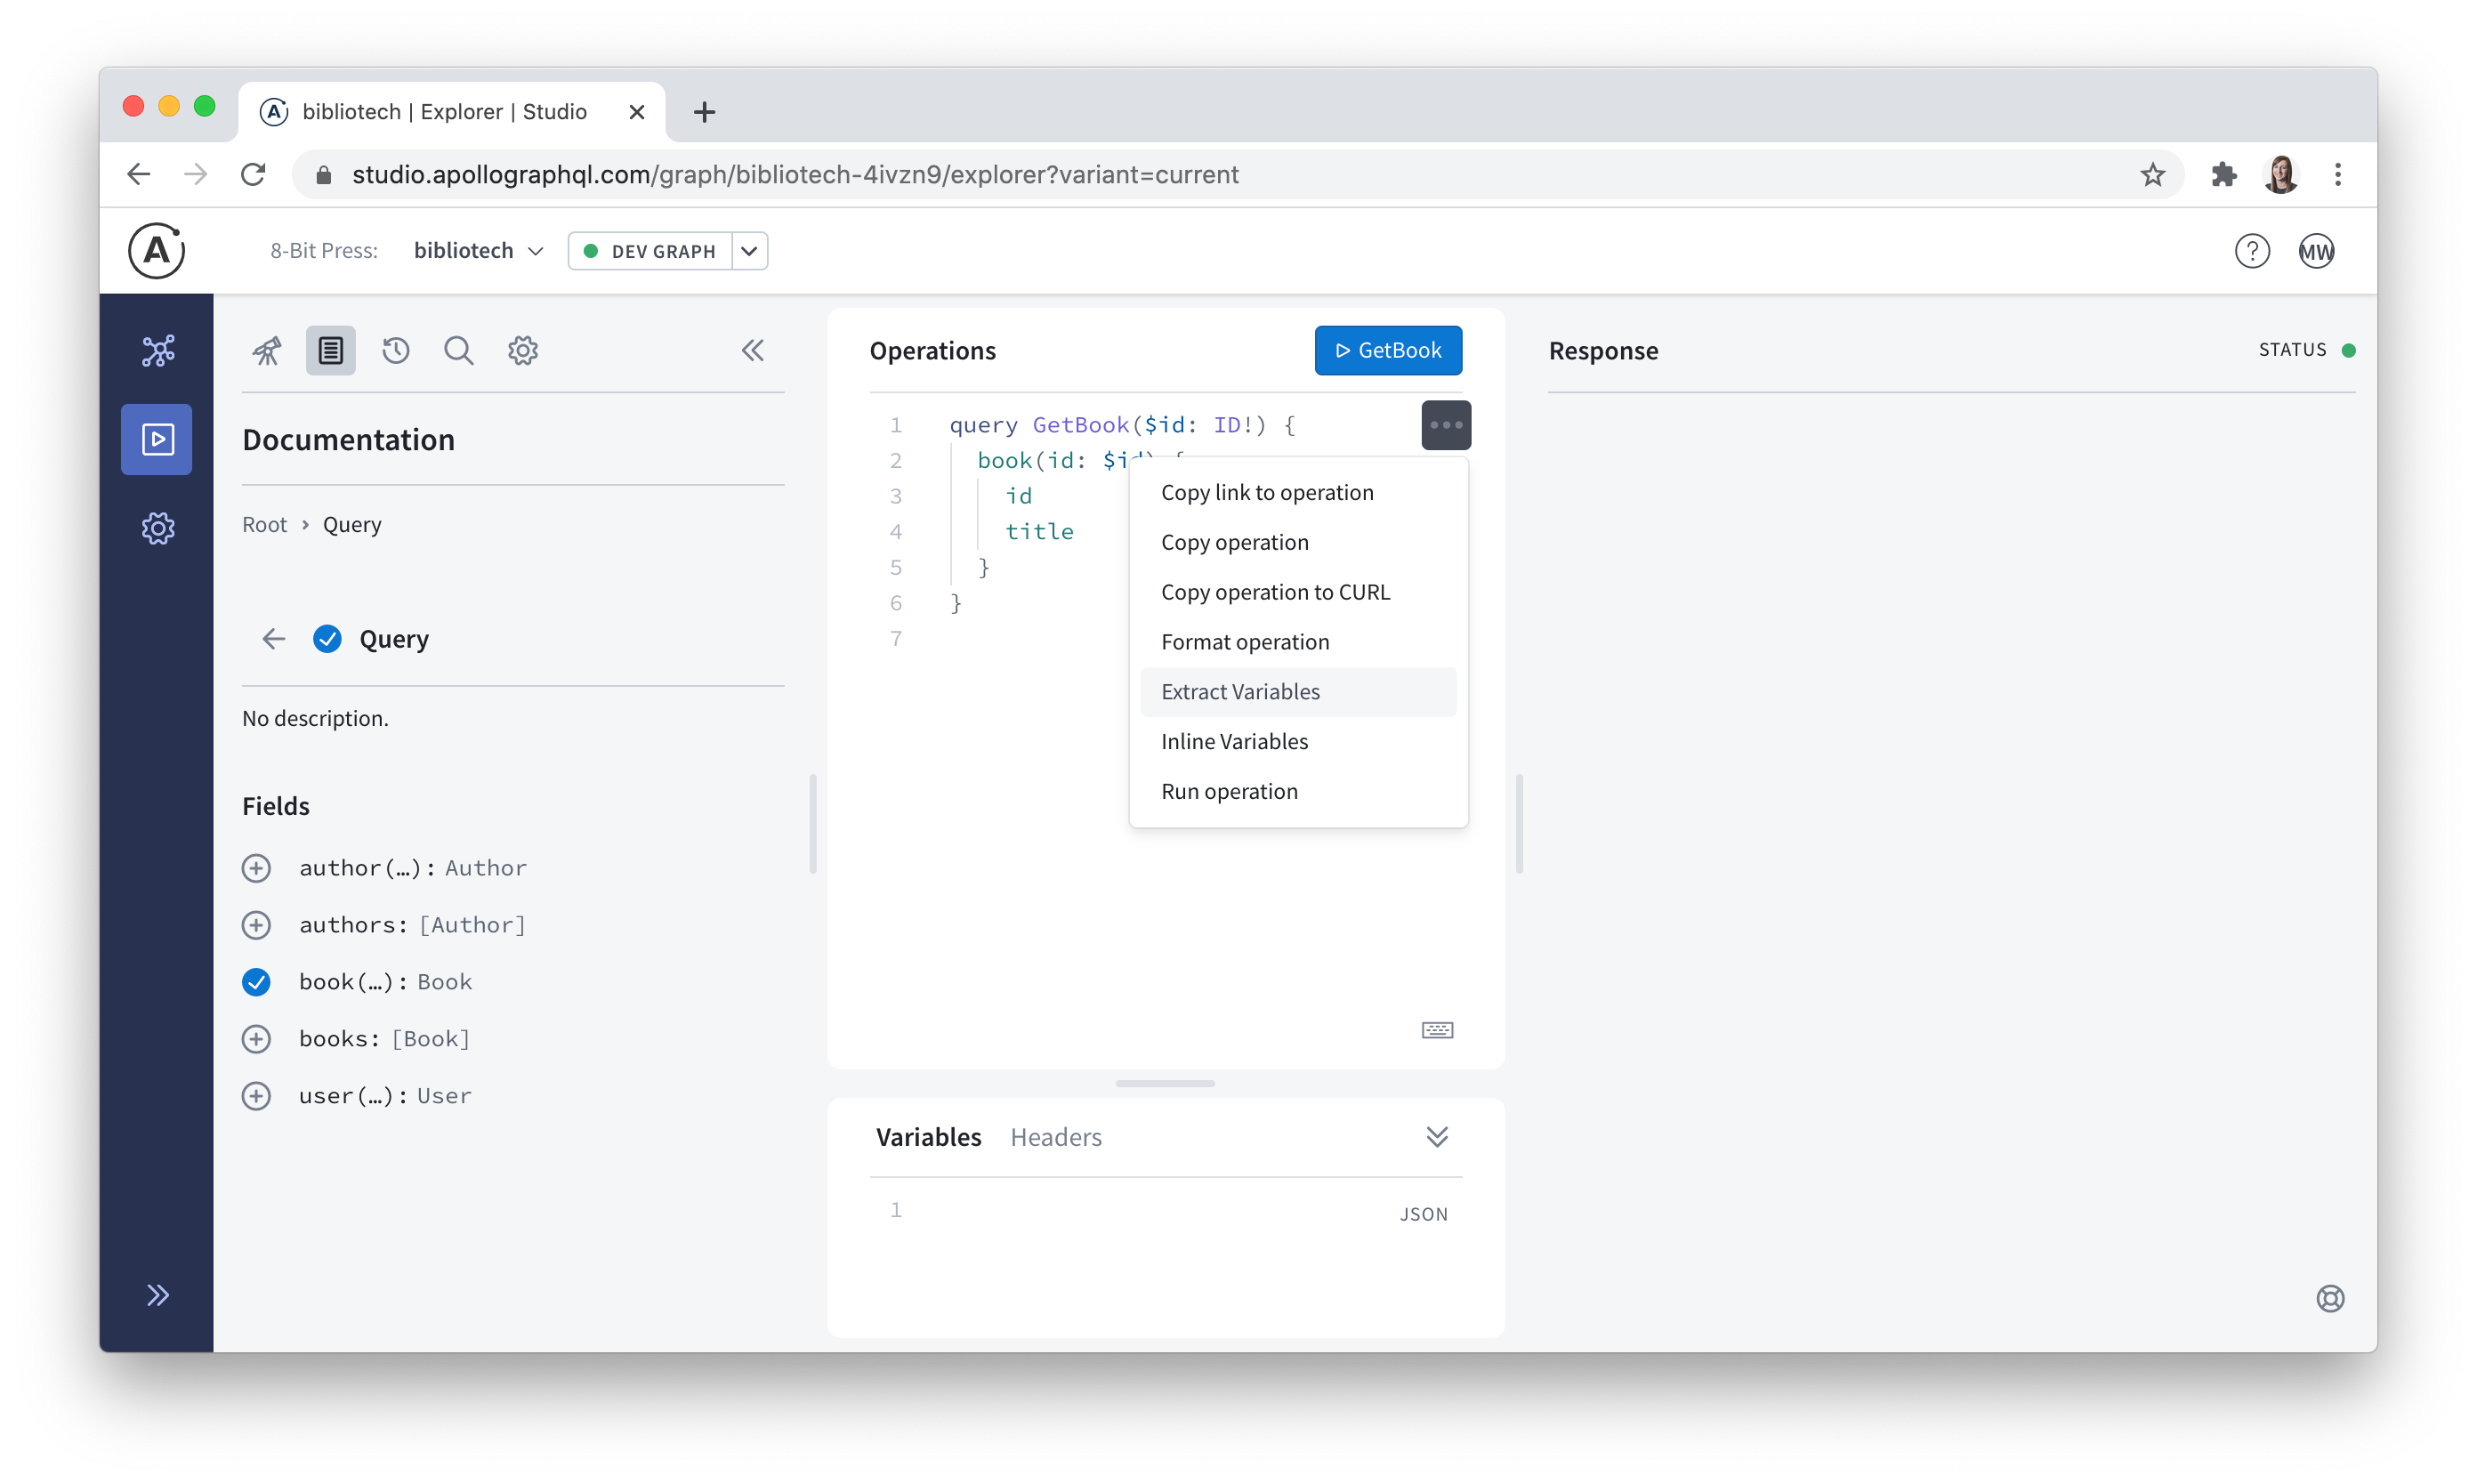 bibliotech | Explorer | Studio
studio.apollographql.com/graph/bibliotech-4ivzn9/explorer?variant=current
A
8-Bit Press: bibliotech DEV GRAPH
? MW
Documentation
Root › Query
Query
No description.
Fields
author(…): Author
authors: [Author]
book(…): Book
books: [Book]
user(…): User
Operations
GetBook
1 query GetBook($id: ID!) {
2 book(id: $id) {
3 id
4 title
5 }
6 }
7
Copy link to operation
Copy operation
Copy operation to CURL
Format operation
Extract Variables
Inline Variables
Run operation
Variables Headers
1
JSON
Response
STATUS